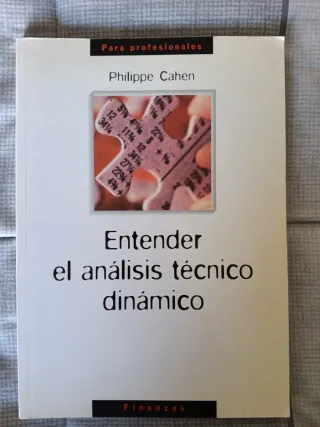 Para profesionales
Philippe Cahen
Entender
el análisis técnico
dinámico
Finanzas